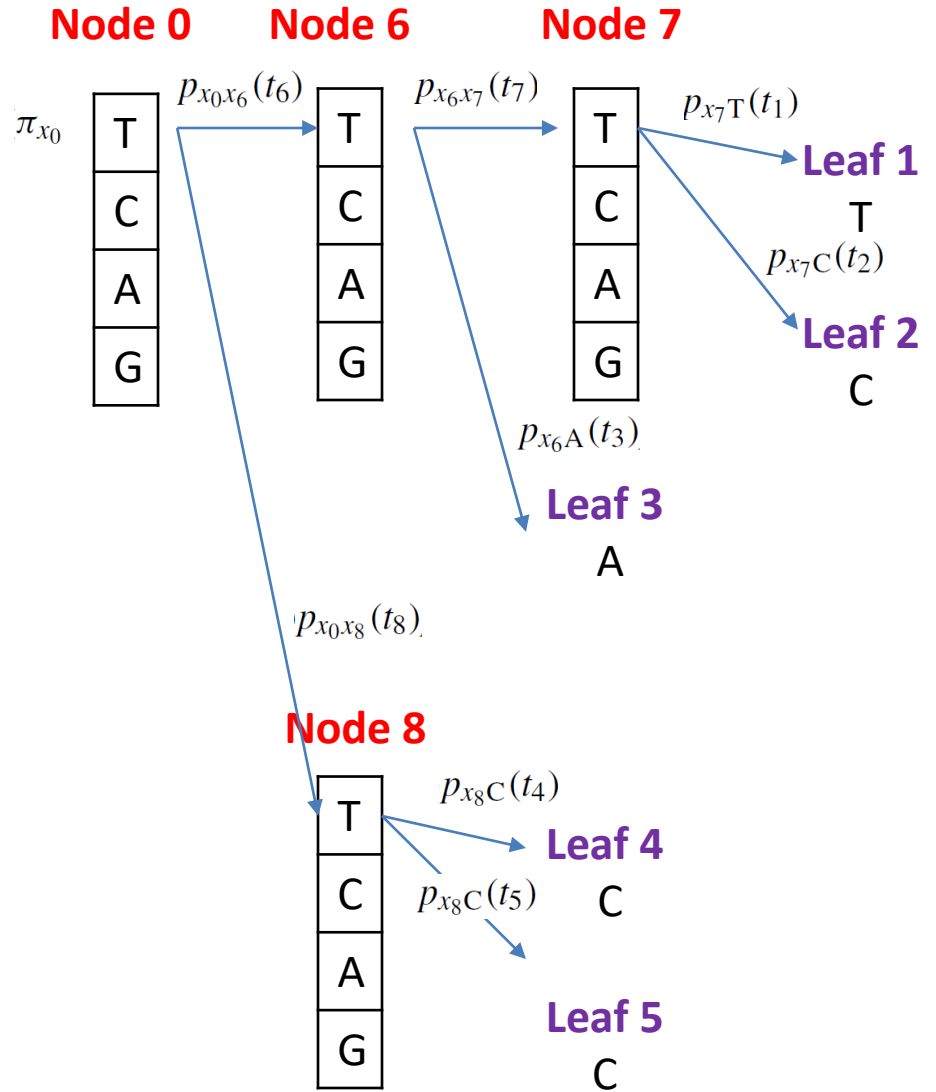 Node 0 Node 6 Node 7
π_{x_0} p_{x_0x_6}(t_6) p_{x_6x_7}(t_7) p_{x_7T}(t_1)
T T T
Leaf 1
T
C C C
p_{x_7C}(t_2)
A A A
Leaf 2
C
G G G
p_{x_6A}(t_3)
Leaf 3
A
p_{x_0x_8}(t_8)
Node 8
p_{x_8C}(t_4)
T
Leaf 4
C
C
p_{x_8C}(t_5)
A
Leaf 5
C
G